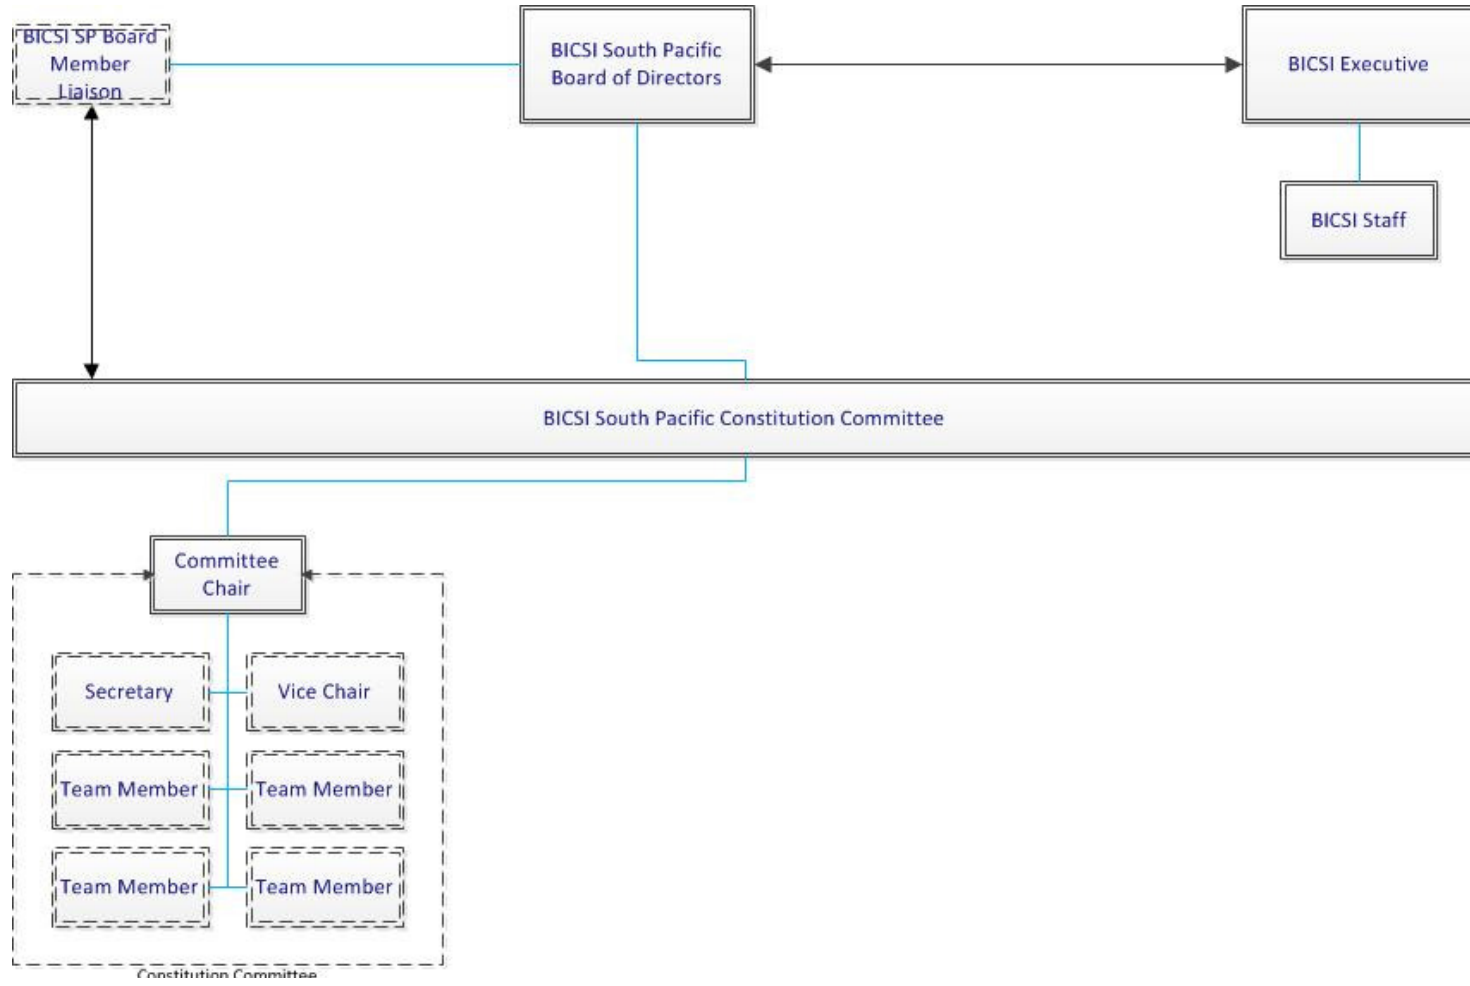 BICSI SP Board
Member
Liaison
BICSI South Pacific
Board of Directors
BICSI Executive
BICSI Staff
BICSI South Pacific Constitution Committee
Committee
Chair
Secretary
Vice Chair
Team Member
Team Member
Team Member
Team Member
Constitution Committee